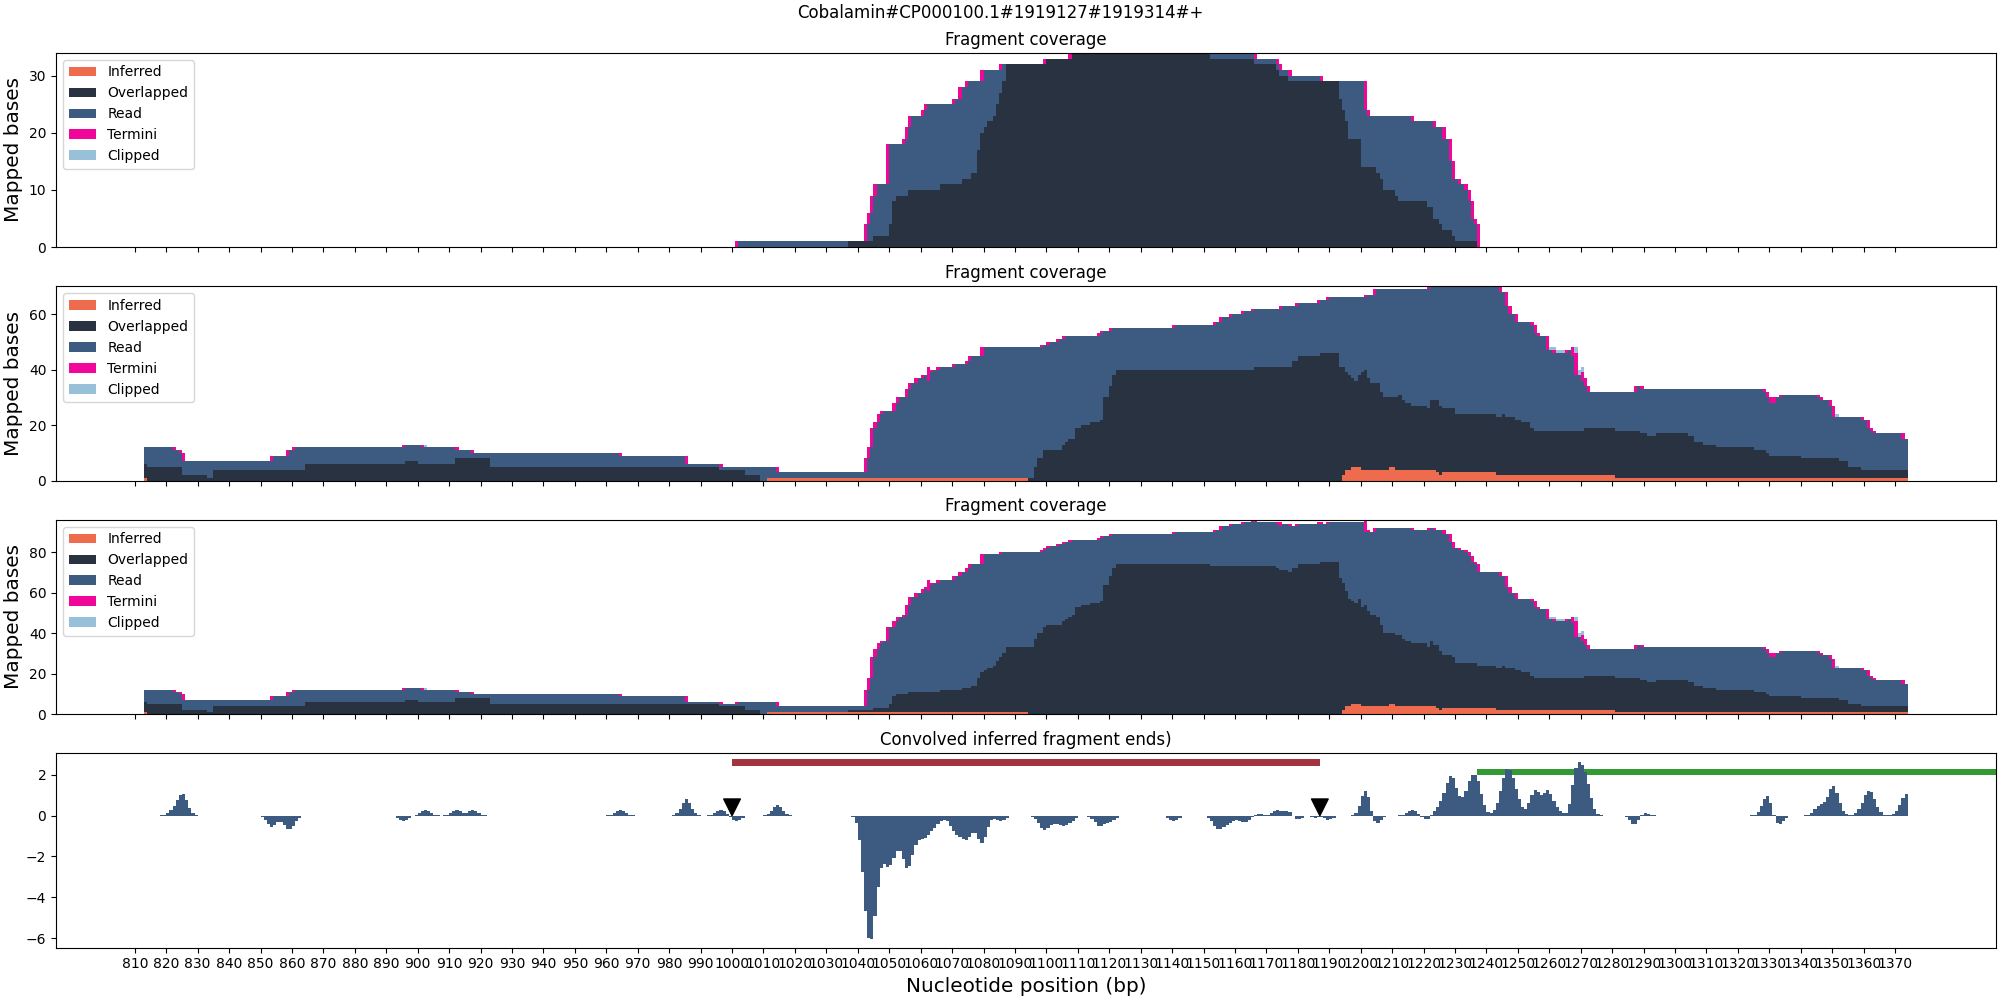 Cobalamin#CP000100.1#1919127#1919314#+
Fragment coverage
Mapped bases
30
20
10
0
Inferred
Overlapped
Read
Termini
Clipped
Fragment coverage
Mapped bases
60
40
20
0
Inferred
Overlapped
Read
Termini
Clipped
Fragment coverage
Mapped bases
80
60
40
20
0
Inferred
Overlapped
Read
Termini
Clipped
Convolved inferred fragment ends)
2
0
−2
−4
−6
810 820 830 840 850 860 870 880 890 900 910 920 930 940 950 960 970 980 990 1000 1010 1020 1030 1040 1050 1060 1070 1080 1090 1100 1110 1120 1130 1140 1150 1160 1170 1180 1190 1200 1210 1220 1230 1240 1250 1260 1270 1280 1290 1300 1310 1320 1330 1340 1350 1360 1370
Nucleotide position (bp)